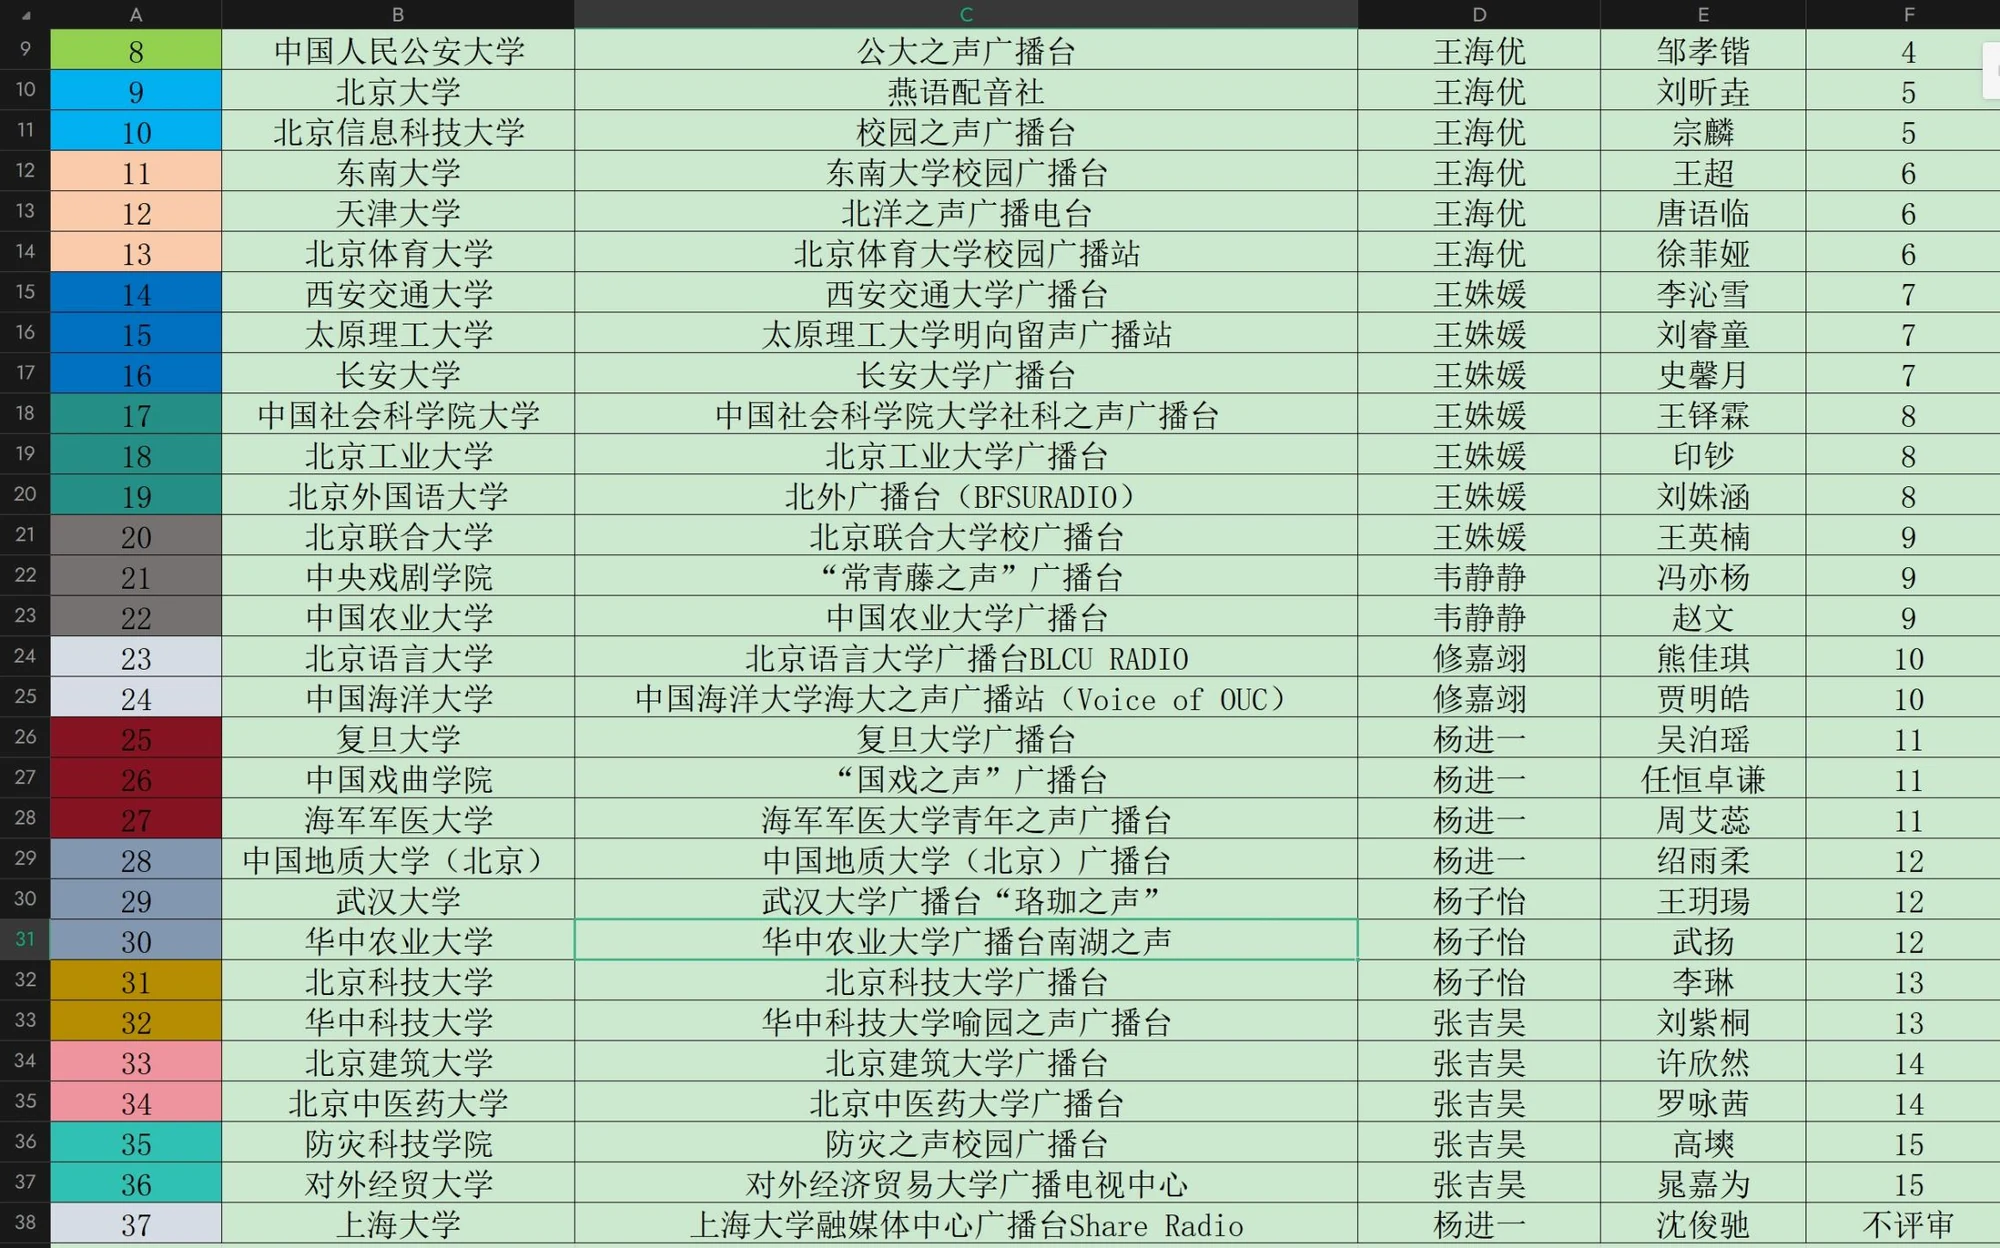 A B C D E F
9 8 中国人民公安大学 公大之声广播台 王海优 邹孝锴 4
10 9 北京大学 燕语配音社 王海优 刘昕垚 5
11 10 北京信息科技大学 校园之声广播台 王海优 宗麟 5
12 11 东南大学 东南大学校园广播台 王海优 王超 6
13 12 天津大学 北洋之声广播电台 王海优 唐语临 6
14 13 北京体育大学 北京体育大学校园广播站 王海优 徐菲娅 6
15 14 西安交通大学 西安交通大学广播台 王姝媛 李沁雪 7
16 15 太原理工大学 太原理工大学明向留声广播站 王姝媛 刘睿童 7
17 16 长安大学 长安大学广播台 王姝媛 史馨月 7
18 17 中国社会科学院大学 中国社会科学院大学社科之声广播台 王姝媛 王铎霖 8
19 18 北京工业大学 北京工业大学广播台 王姝媛 印钞 8
20 19 北京外国语大学 北外广播台（BFSURADIO） 王姝媛 刘姝涵 8
21 20 北京联合大学 北京联合大学校广播台 王姝媛 王英楠 9
22 21 中央戏剧学院 “常青藤之声”广播台 韦静静 冯亦杨 9
23 22 中国农业大学 中国农业大学广播台 韦静静 赵文 9
24 23 北京语言大学 北京语言大学广播台BLCU RADIO 修嘉翊 熊佳琪 10
25 24 中国海洋大学 中国海洋大学海大之声广播站（Voice of OUC） 修嘉翊 贾明皓 10
26 25 复旦大学 复旦大学广播台 杨进一 吴泊瑶 11
27 26 中国戏曲学院 “国戏之声”广播台 杨进一 任恒卓谦 11
28 27 海军军医大学 海军军医大学青年之声广播台 杨进一 周艾蕊 11
29 28 中国地质大学（北京） 中国地质大学（北京）广播台 杨进一 绍雨柔 12
30 29 武汉大学 武汉大学广播台“珞珈之声” 杨子怡 王玥瑒 12
31 30 华中农业大学 华中农业大学广播台南湖之声 杨子怡 武扬 12
32 31 北京科技大学 北京科技大学广播台 杨子怡 李琳 13
33 32 华中科技大学 华中科技大学喻园之声广播台 张吉昊 刘紫桐 13
34 33 北京建筑大学 北京建筑大学广播台 张吉昊 许欣然 14
35 34 北京中医药大学 北京中医药大学广播台 张吉昊 罗咏茜 14
36 35 防灾科技学院 防灾之声校园广播台 张吉昊 高塽 15
37 36 对外经贸大学 对外经济贸易大学广播电视中心 张吉昊 晁嘉为 15
38 37 上海大学 上海大学融媒体中心广播台Share Radio 杨进一 沈俊驰 不评审